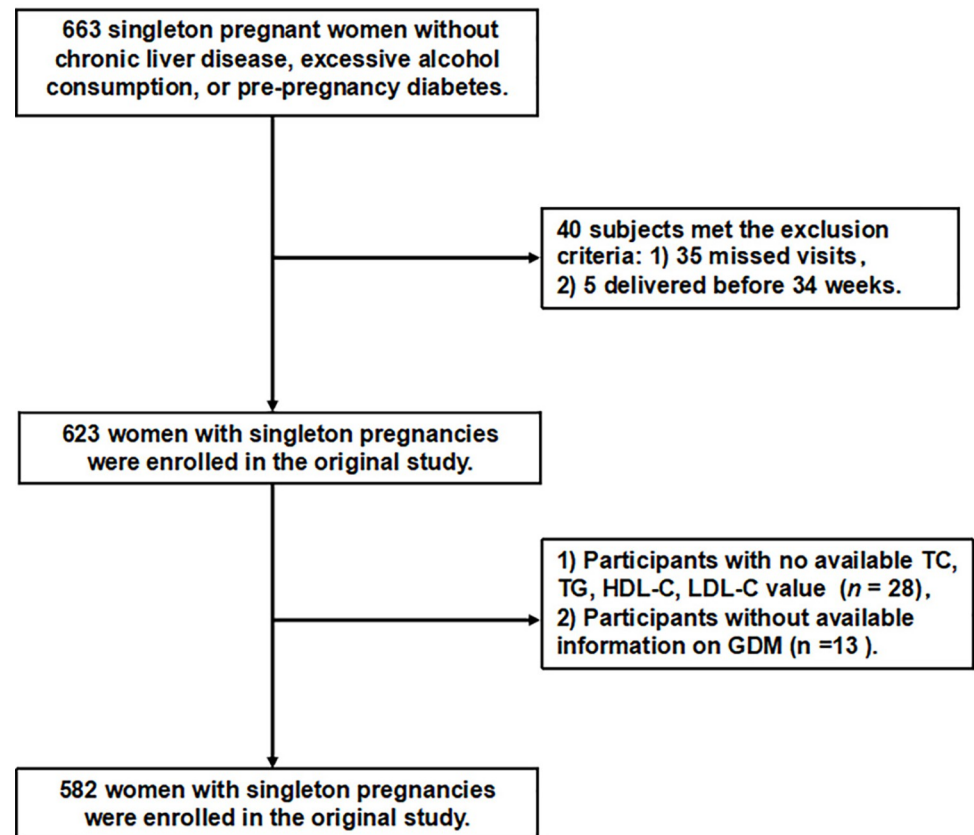 663 singleton pregnant women without
chronic liver disease, excessive alcohol
consumption, or pre-pregnancy diabetes.
40 subjects met the exclusion
criteria: 1) 35 missed visits,
2) 5 delivered before 34 weeks.
623 women with singleton pregnancies
were enrolled in the original study.
1) Participants with no available TC,
TG, HDL-C, LDL-C value (n = 28),
2) Participants without available
information on GDM (n =13 ).
582 women with singleton pregnancies
were enrolled in the original study.